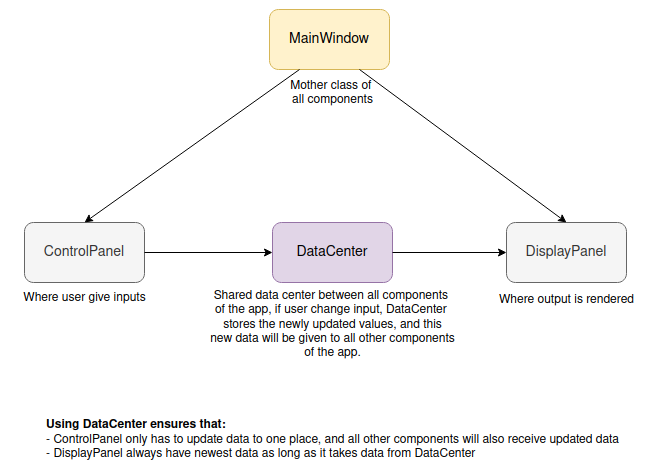 MainWindow
Mother class of
all components
ControlPanel
DataCenter
DisplayPanel
Where user give inputs
Shared data center between all components
of the app, if user change input, DataCenter
stores the newly updated values, and this
new data will be given to all other components
of the app.
Where output is rendered
Using DataCenter ensures that:
- ControlPanel only has to update data to one place, and all other components will also receive updated data
- DisplayPanel always have newest data as long as it takes data from DataCenter